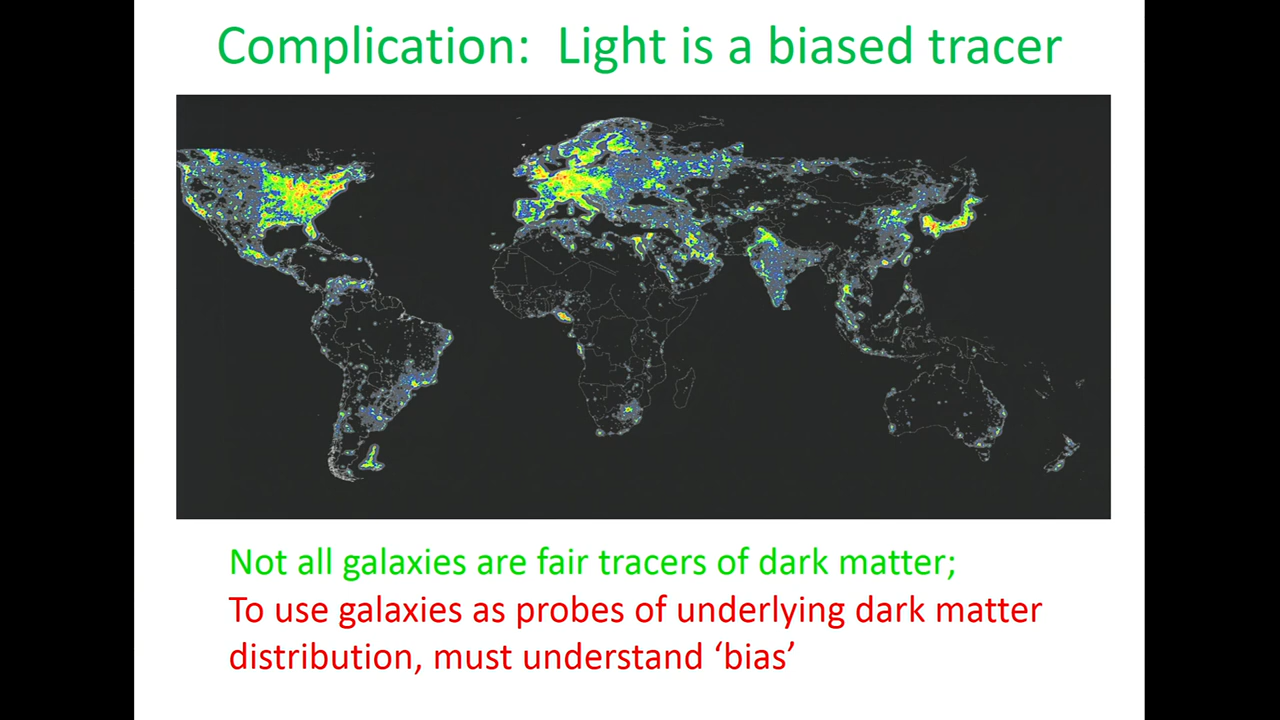 Complication:  Light is a biased tracer
Not all galaxies are fair tracers of dark matter;
To use galaxies as probes of underlying dark matter
distribution, must understand ‘bias’